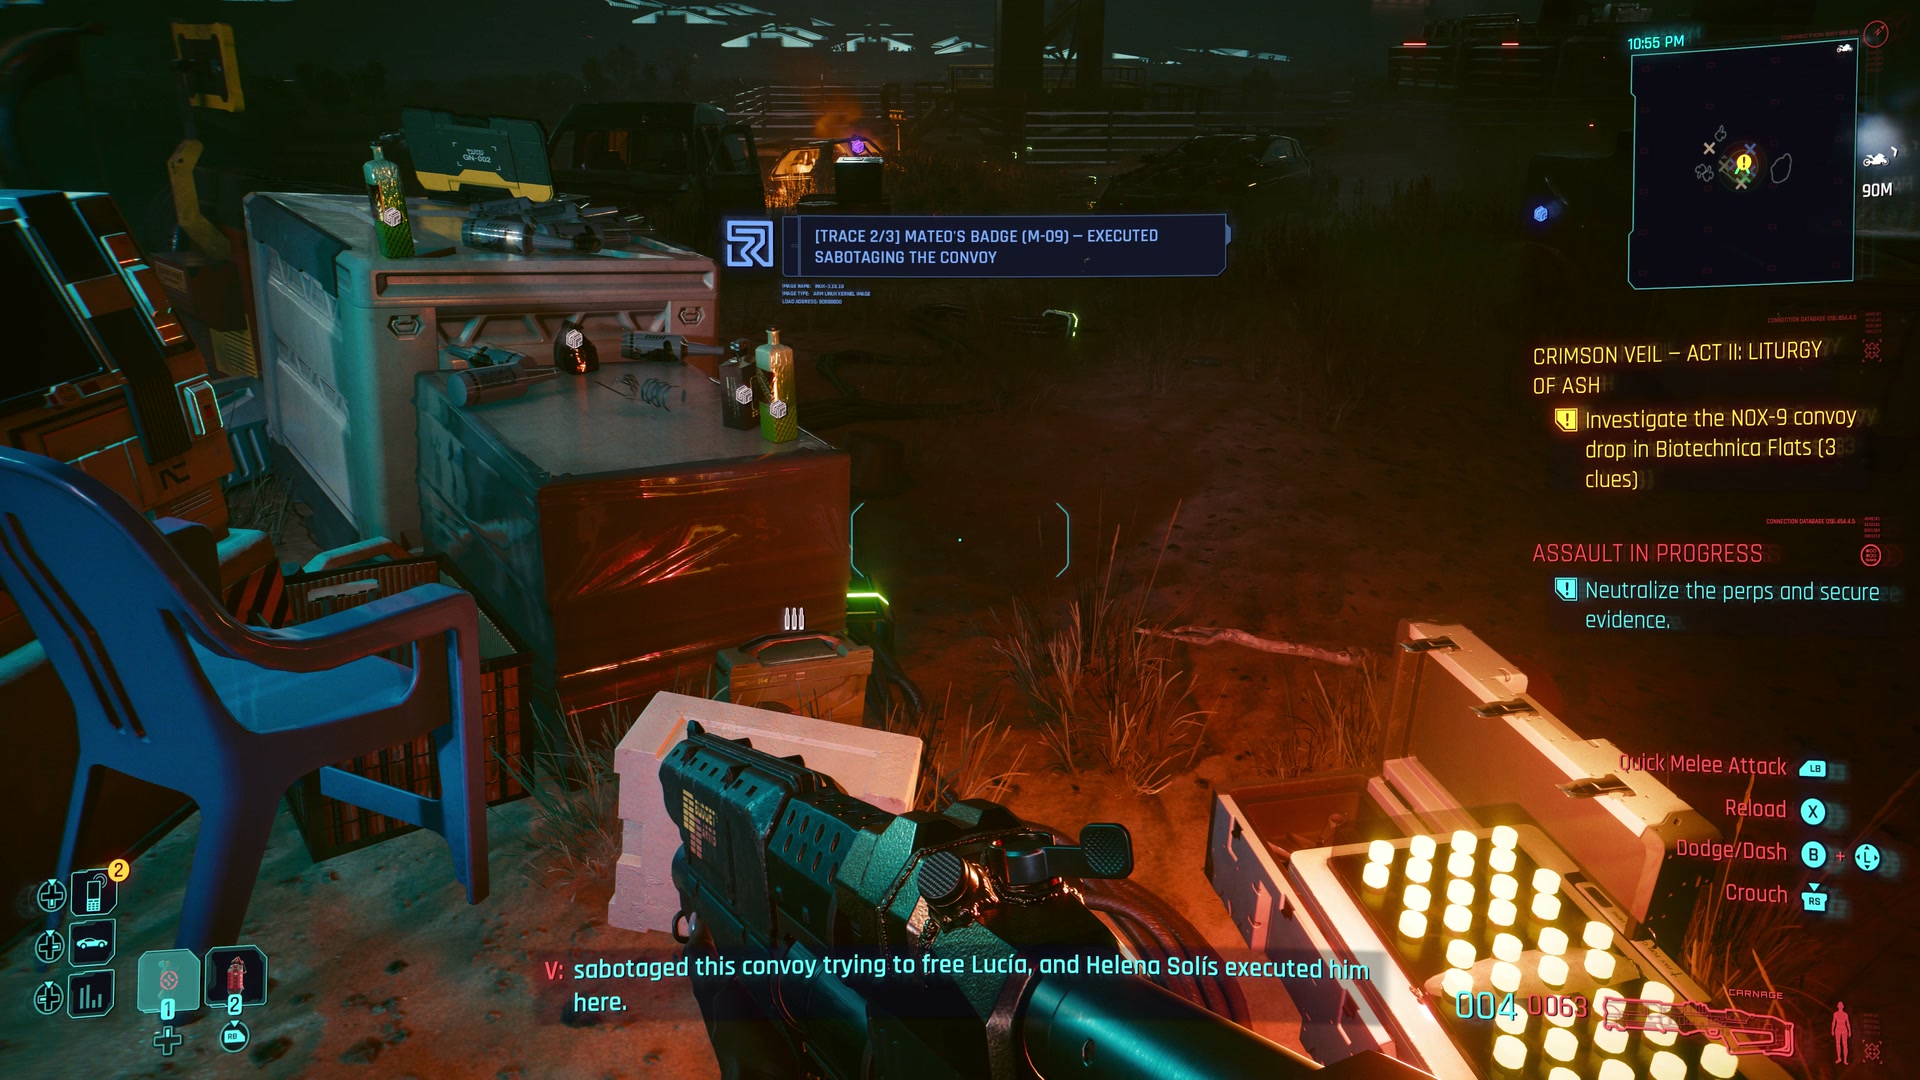 10:55 PM
90M
GN-002
[TRACE 2/3] MATEO'S BADGE (M-09) — EXECUTED
SABOTAGING THE CONVOY
CRIMSON VEIL — ACT II: LITURGY
OF ASH
Investigate the NOX-9 convoy
drop in Biotechnica Flats (3
clues)
ASSAULT IN PROGRESS
Neutralize the perps and secure
evidence.
Quick Melee Attack LB
Reload X
Dodge/Dash B + L
Crouch RS
2
1
2
RB
V: sabotaged this convoy trying to free Lucía, and Helena Solís executed him
here.
004 0063
CARNAGE